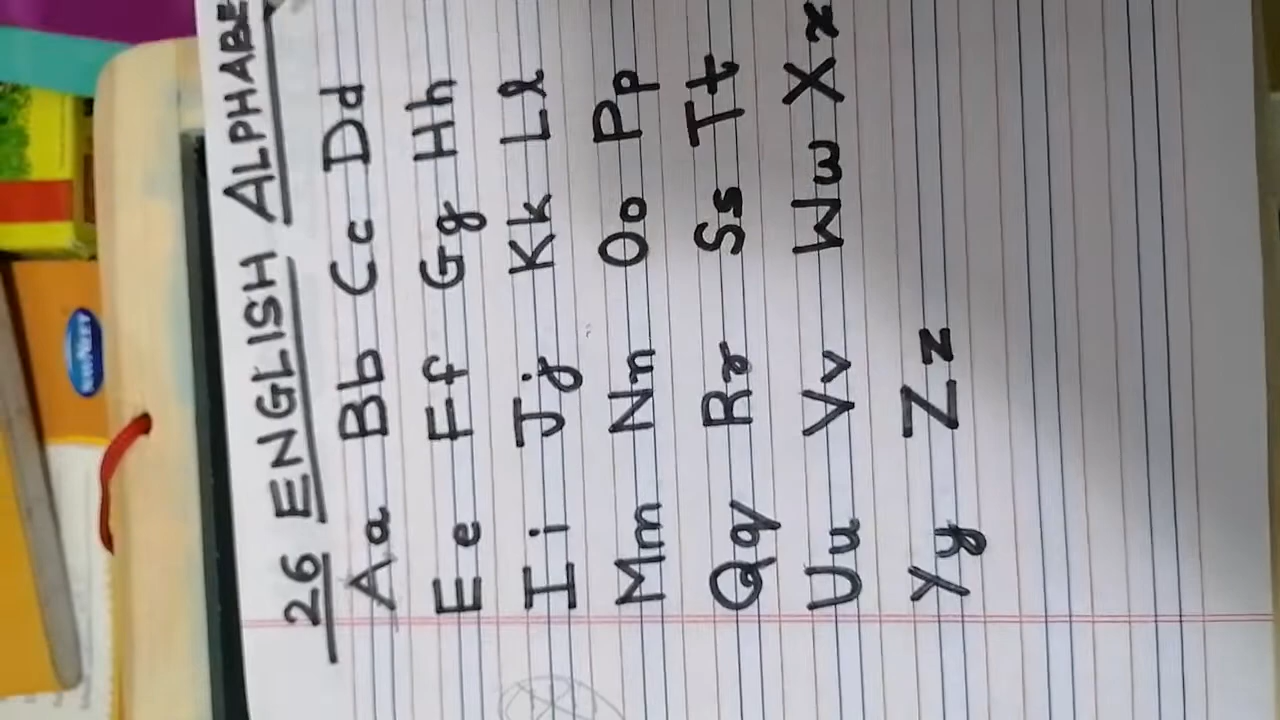 26 ENGLISH ALPHABE
Aa Bb Cc Dd
Ee Ff Gg Hh
Ii Jj Kk Ll
Mm Nn Oo Pp
Qq Rr Ss Tt
Uu Vv Ww Xx
Yy Zz